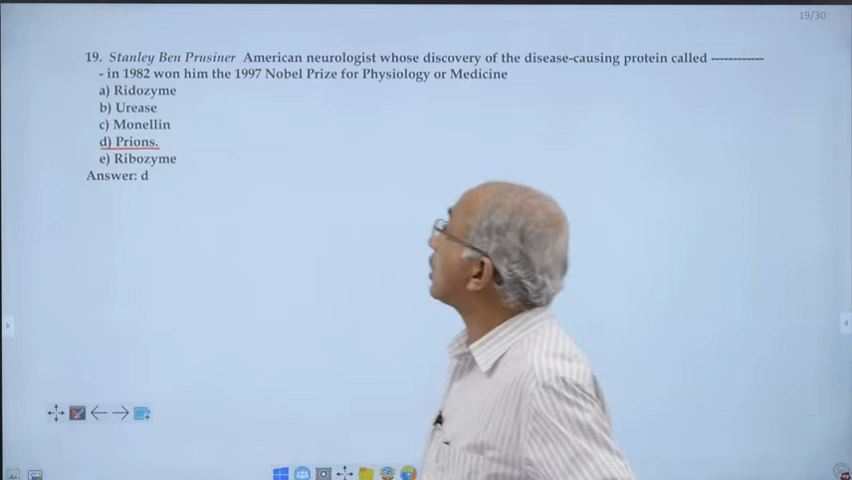 19/30
19. Stanley Ben Prusiner American neurologist whose discovery of the disease-causing protein called ------------
- in 1982 won him the 1997 Nobel Prize for Physiology or Medicine
a) Ridozyme
b) Urease
c) Monellin
d) Prions.
e) Ribozyme
Answer: d